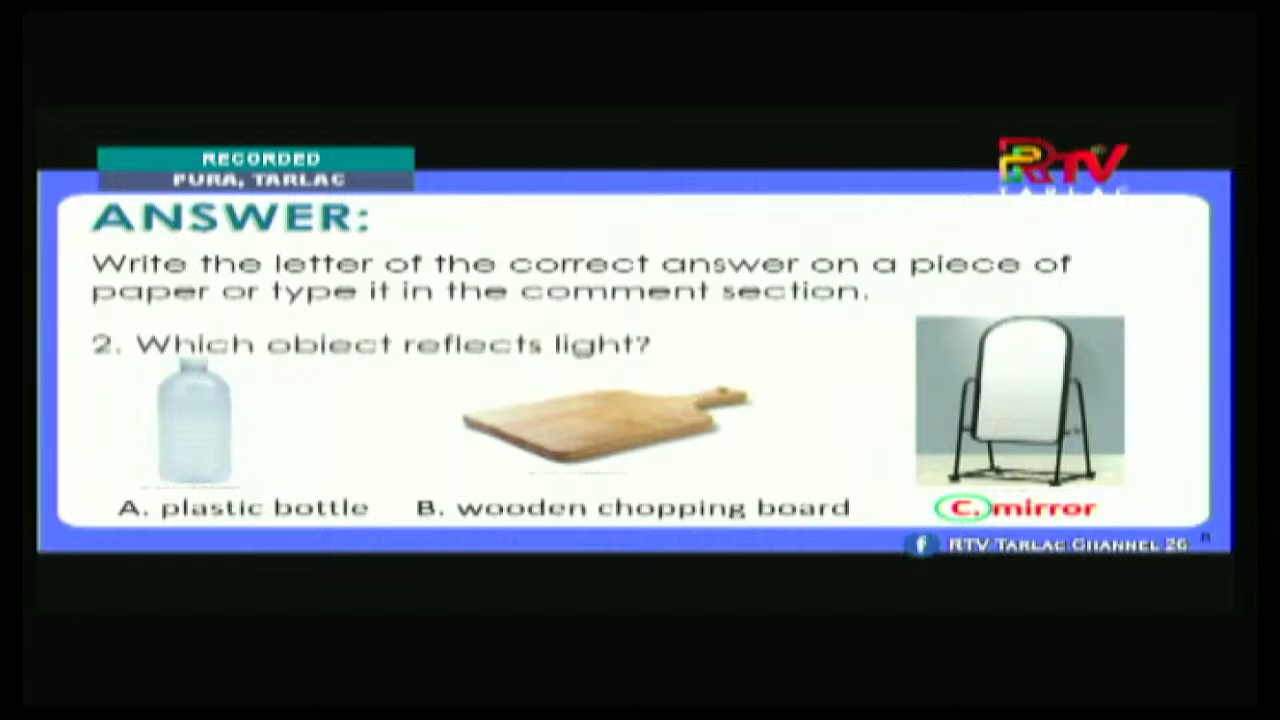 RECORDED
PURA, TARLAC
RTV
TARLAC
ANSWER:
Write the letter of the correct answer on a piece of
paper or type it in the comment section.
2. Which object reflects light?
A. plastic bottle
B. wooden chopping board
C. mirror
f RTV TARLAC CHANNEL 26